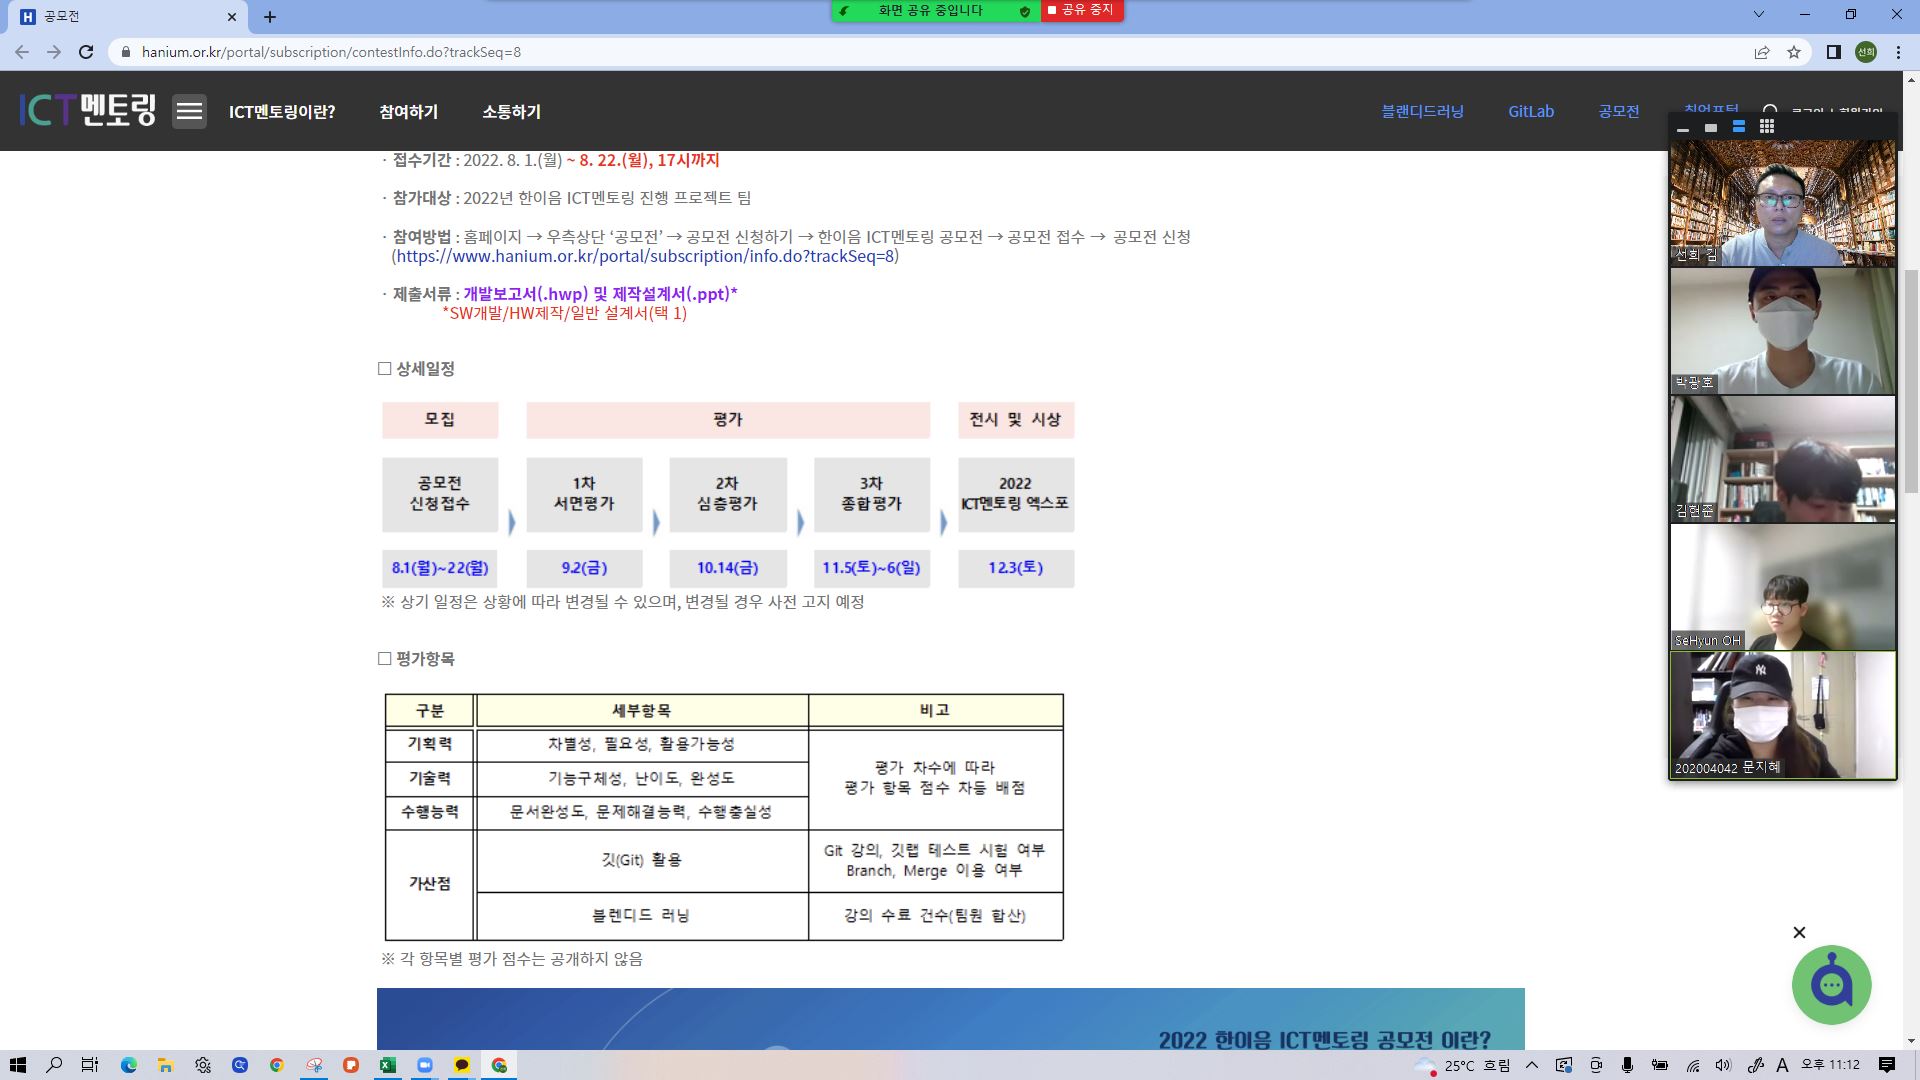 공모전
화면 공유 중입니다
공유 중지
hanium.or.kr/portal/subscription/contestInfo.do?trackSeq=8
선희
ICT멘토링
ICT멘토링이란?
참여하기
소통하기
블랜디드러닝
GitLab
공모전
취업포털
· 접수기간 : 2022. 8. 1.(월) ~ 8. 22.(월), 17시까지
· 참가대상 : 2022년 한이음 ICT멘토링 진행 프로젝트 팀
· 참여방법 : 홈페이지 → 우측상단 ‘공모전’ → 공모전 신청하기 → 한이음 ICT멘토링 공모전 → 공모전 접수 → 공모전 신청
(https://www.hanium.or.kr/portal/subscription/info.do?trackSeq=8)
· 제출서류 : 개발보고서(.hwp) 및 제작설계서(.ppt)*
*SW개발/HW제작/일반 설계서(택 1)
□ 상세일정
모집
평가
전시 및 시상
공모전
신청접수
1차
서면평가
2차
심층평가
3차
종합평가
2022
ICT멘토링 엑스포
8.1(월)~22(월)
9.2(금)
10.14(금)
11.5(토)~6(일)
12.3(토)
※ 상기 일정은 상황에 따라 변경될 수 있으며, 변경될 경우 사전 고지 예정
□ 평가항목
구분
세부항목
비고
기획력
차별성, 필요성, 활용가능성
기술력
기능구체성, 난이도, 완성도
수행능력
문서완성도, 문제해결능력, 수행충실성
평가 차수에 따라
평가 항목 점수 차등 배점
가산점
깃(Git) 활용
Git 강의, 깃랩 테스트 시험 여부
Branch, Merge 이용 여부
블렌디드 러닝
강의 수료 건수(팀원 합산)
※ 각 항목별 평가 점수는 공개하지 않음
2022 한이음 ICT멘토링 공모전 이란?
선희 김
박광호
김현준
SeHyun OH
202004042 문지혜
25°C 흐림
A
오후 11:12